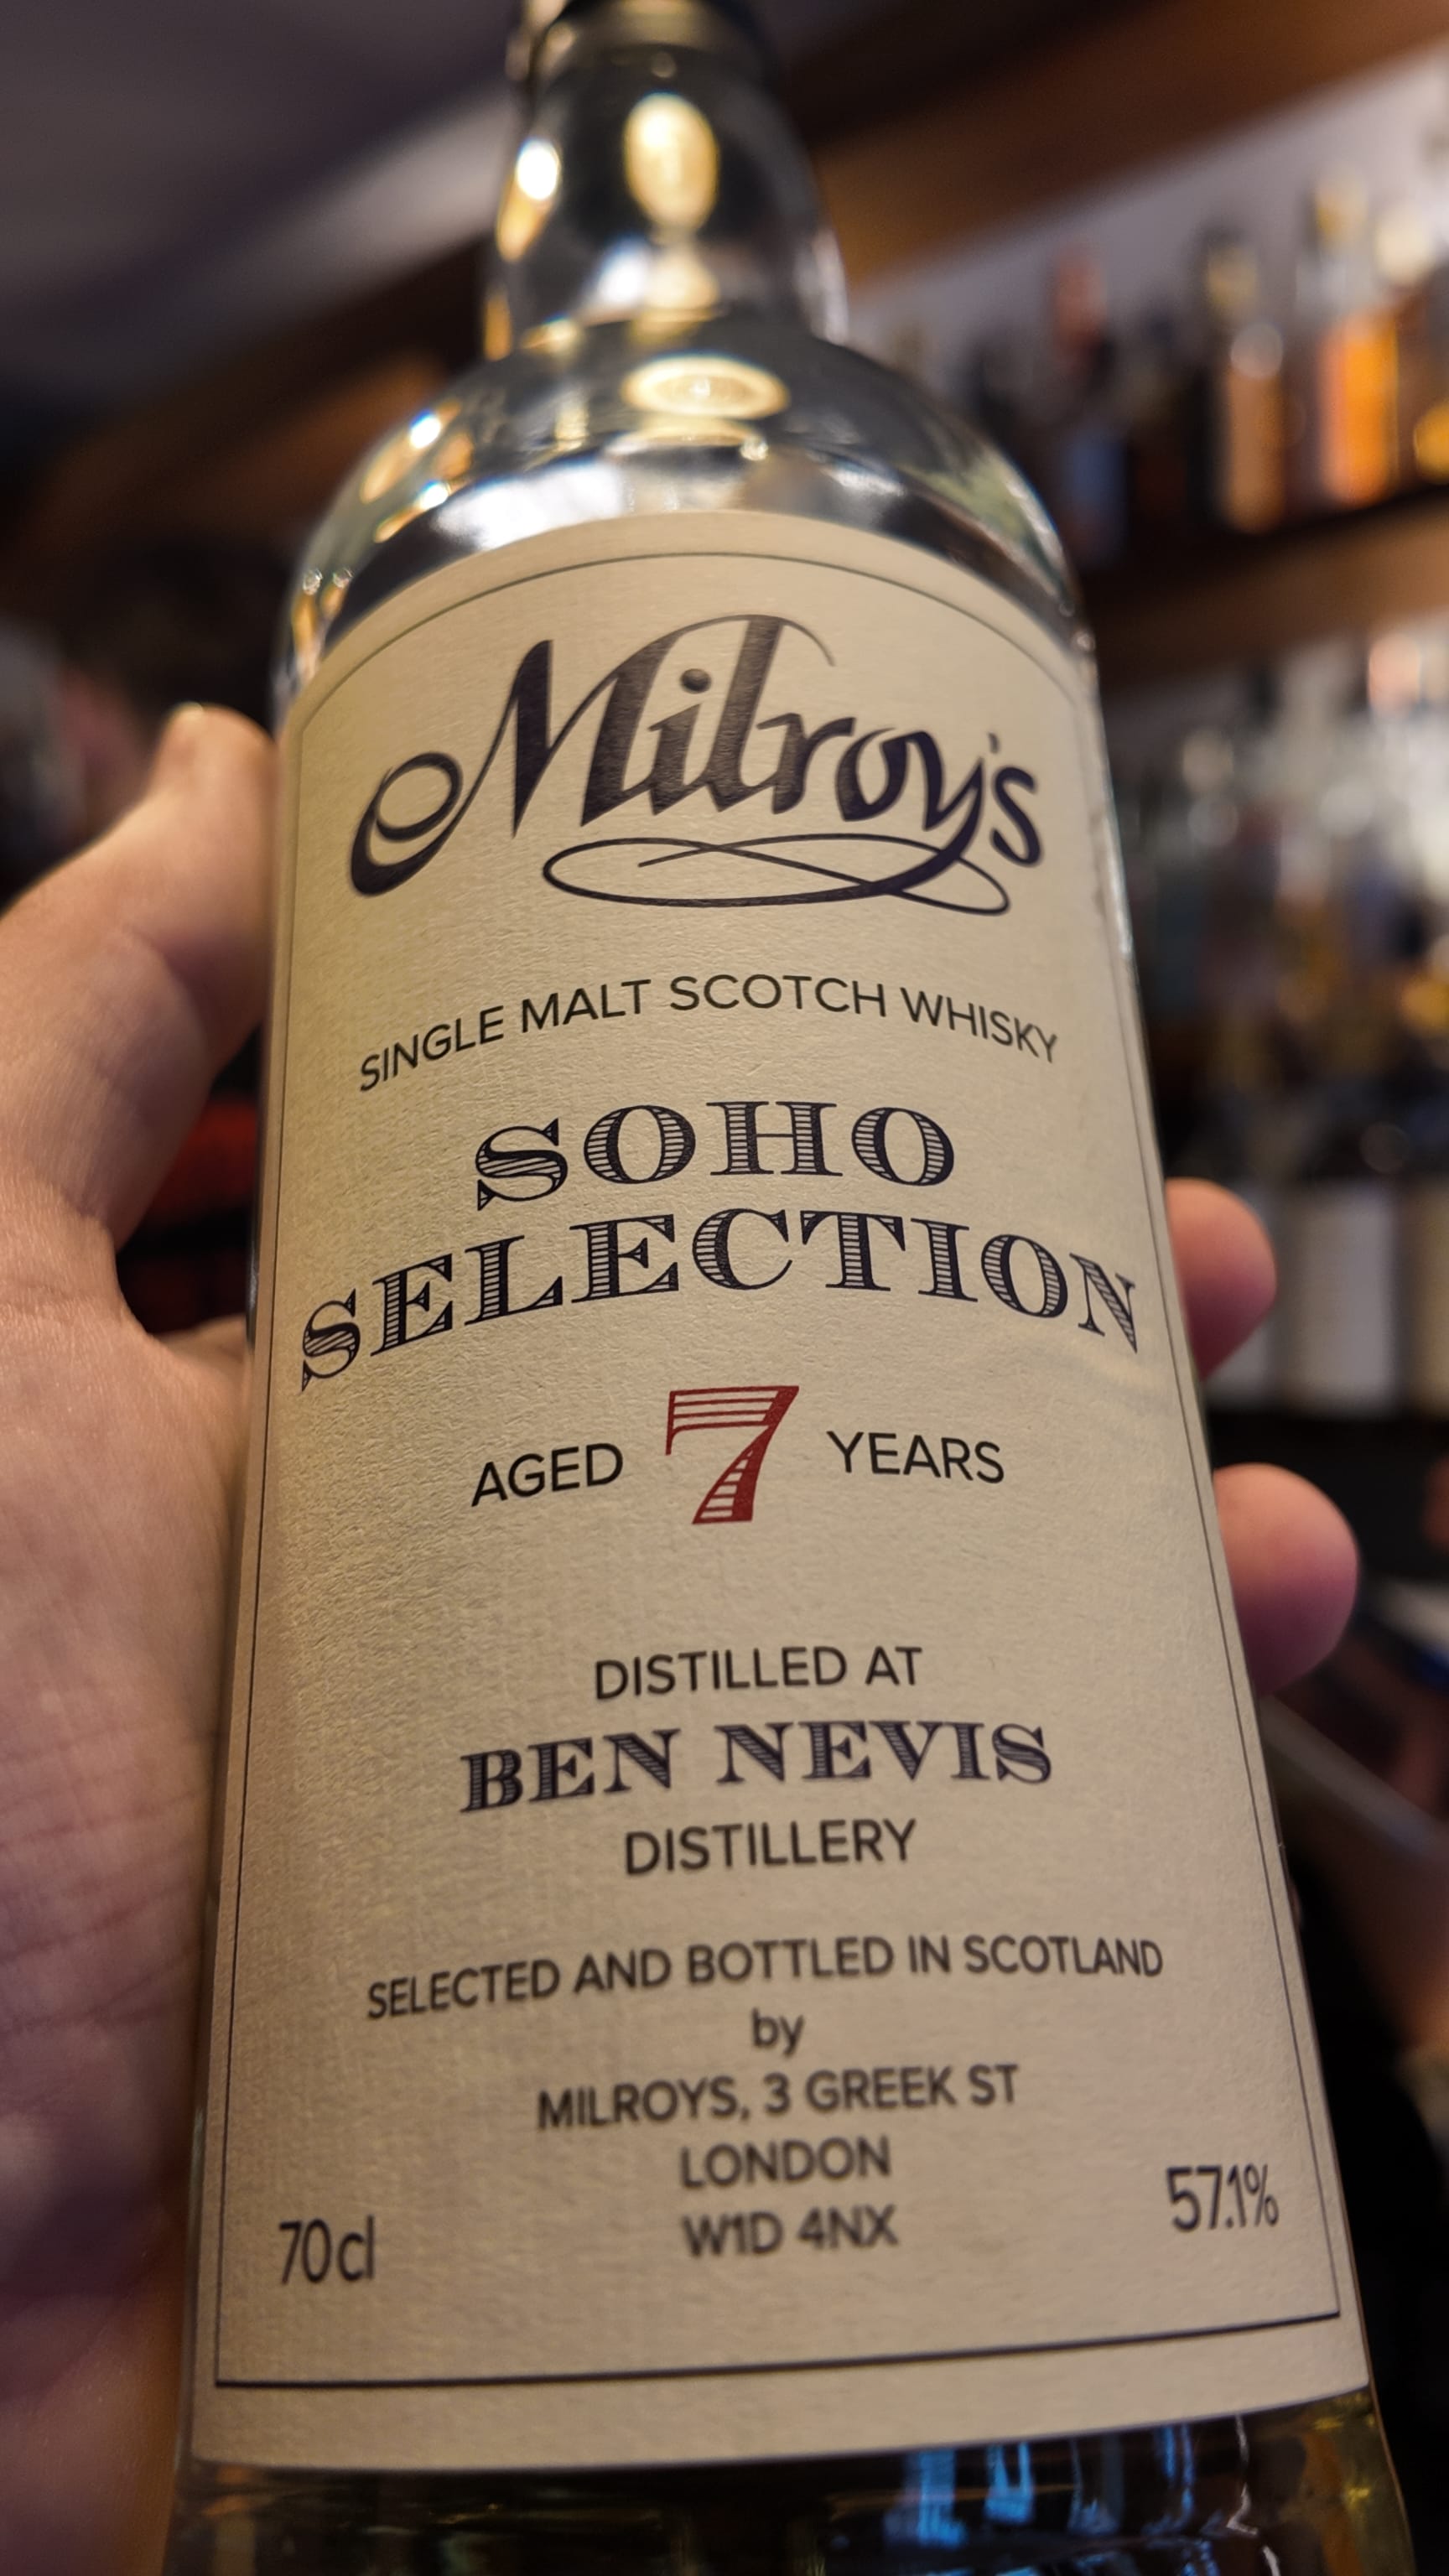 Milroy's
SINGLE MALT SCOTCH WHISKY
SOHO
SELECTION
AGED 7 YEARS
DISTILLED AT
BEN NEVIS
DISTILLERY
SELECTED AND BOTTLED IN SCOTLAND
by
MILROYS, 3 GREEK ST
LONDON
W1D 4NX
70cl
57.1%